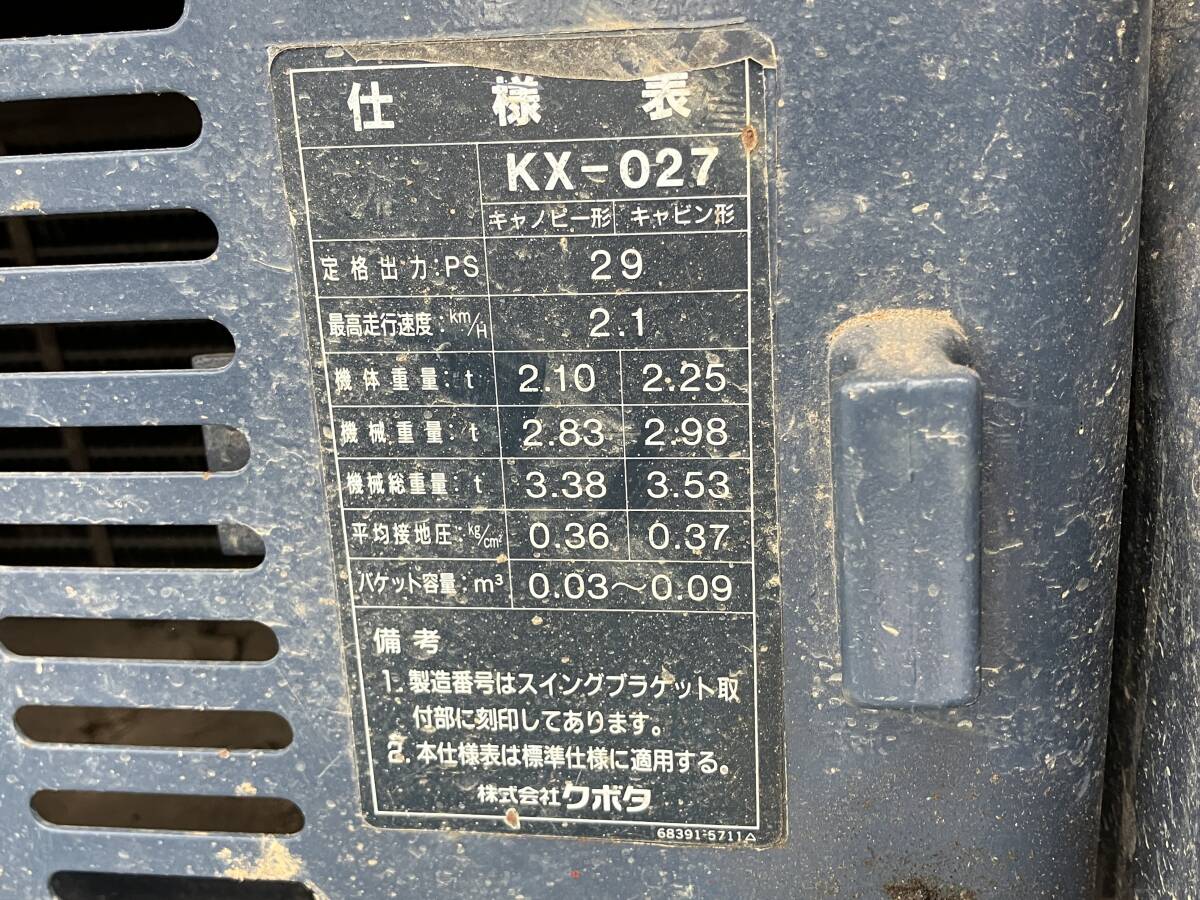 仕様表
KX-027
キャノピー形 キャビン形
定格出力:PS 29
最高走行速度:km/H 2.1
機体重量:t 2.10 2.25
機械重量:t 2.83 2.98
機械総重量:t 3.38 3.53
平均接地圧:kg/cm² 0.36 0.37
バケット容量:m³ 0.03~0.09
備考
1. 製造番号はスイングブラケット取
付部に刻印してあります。
2. 本仕様表は標準仕様に適用する。
株式会社クボタ
68391-5711△